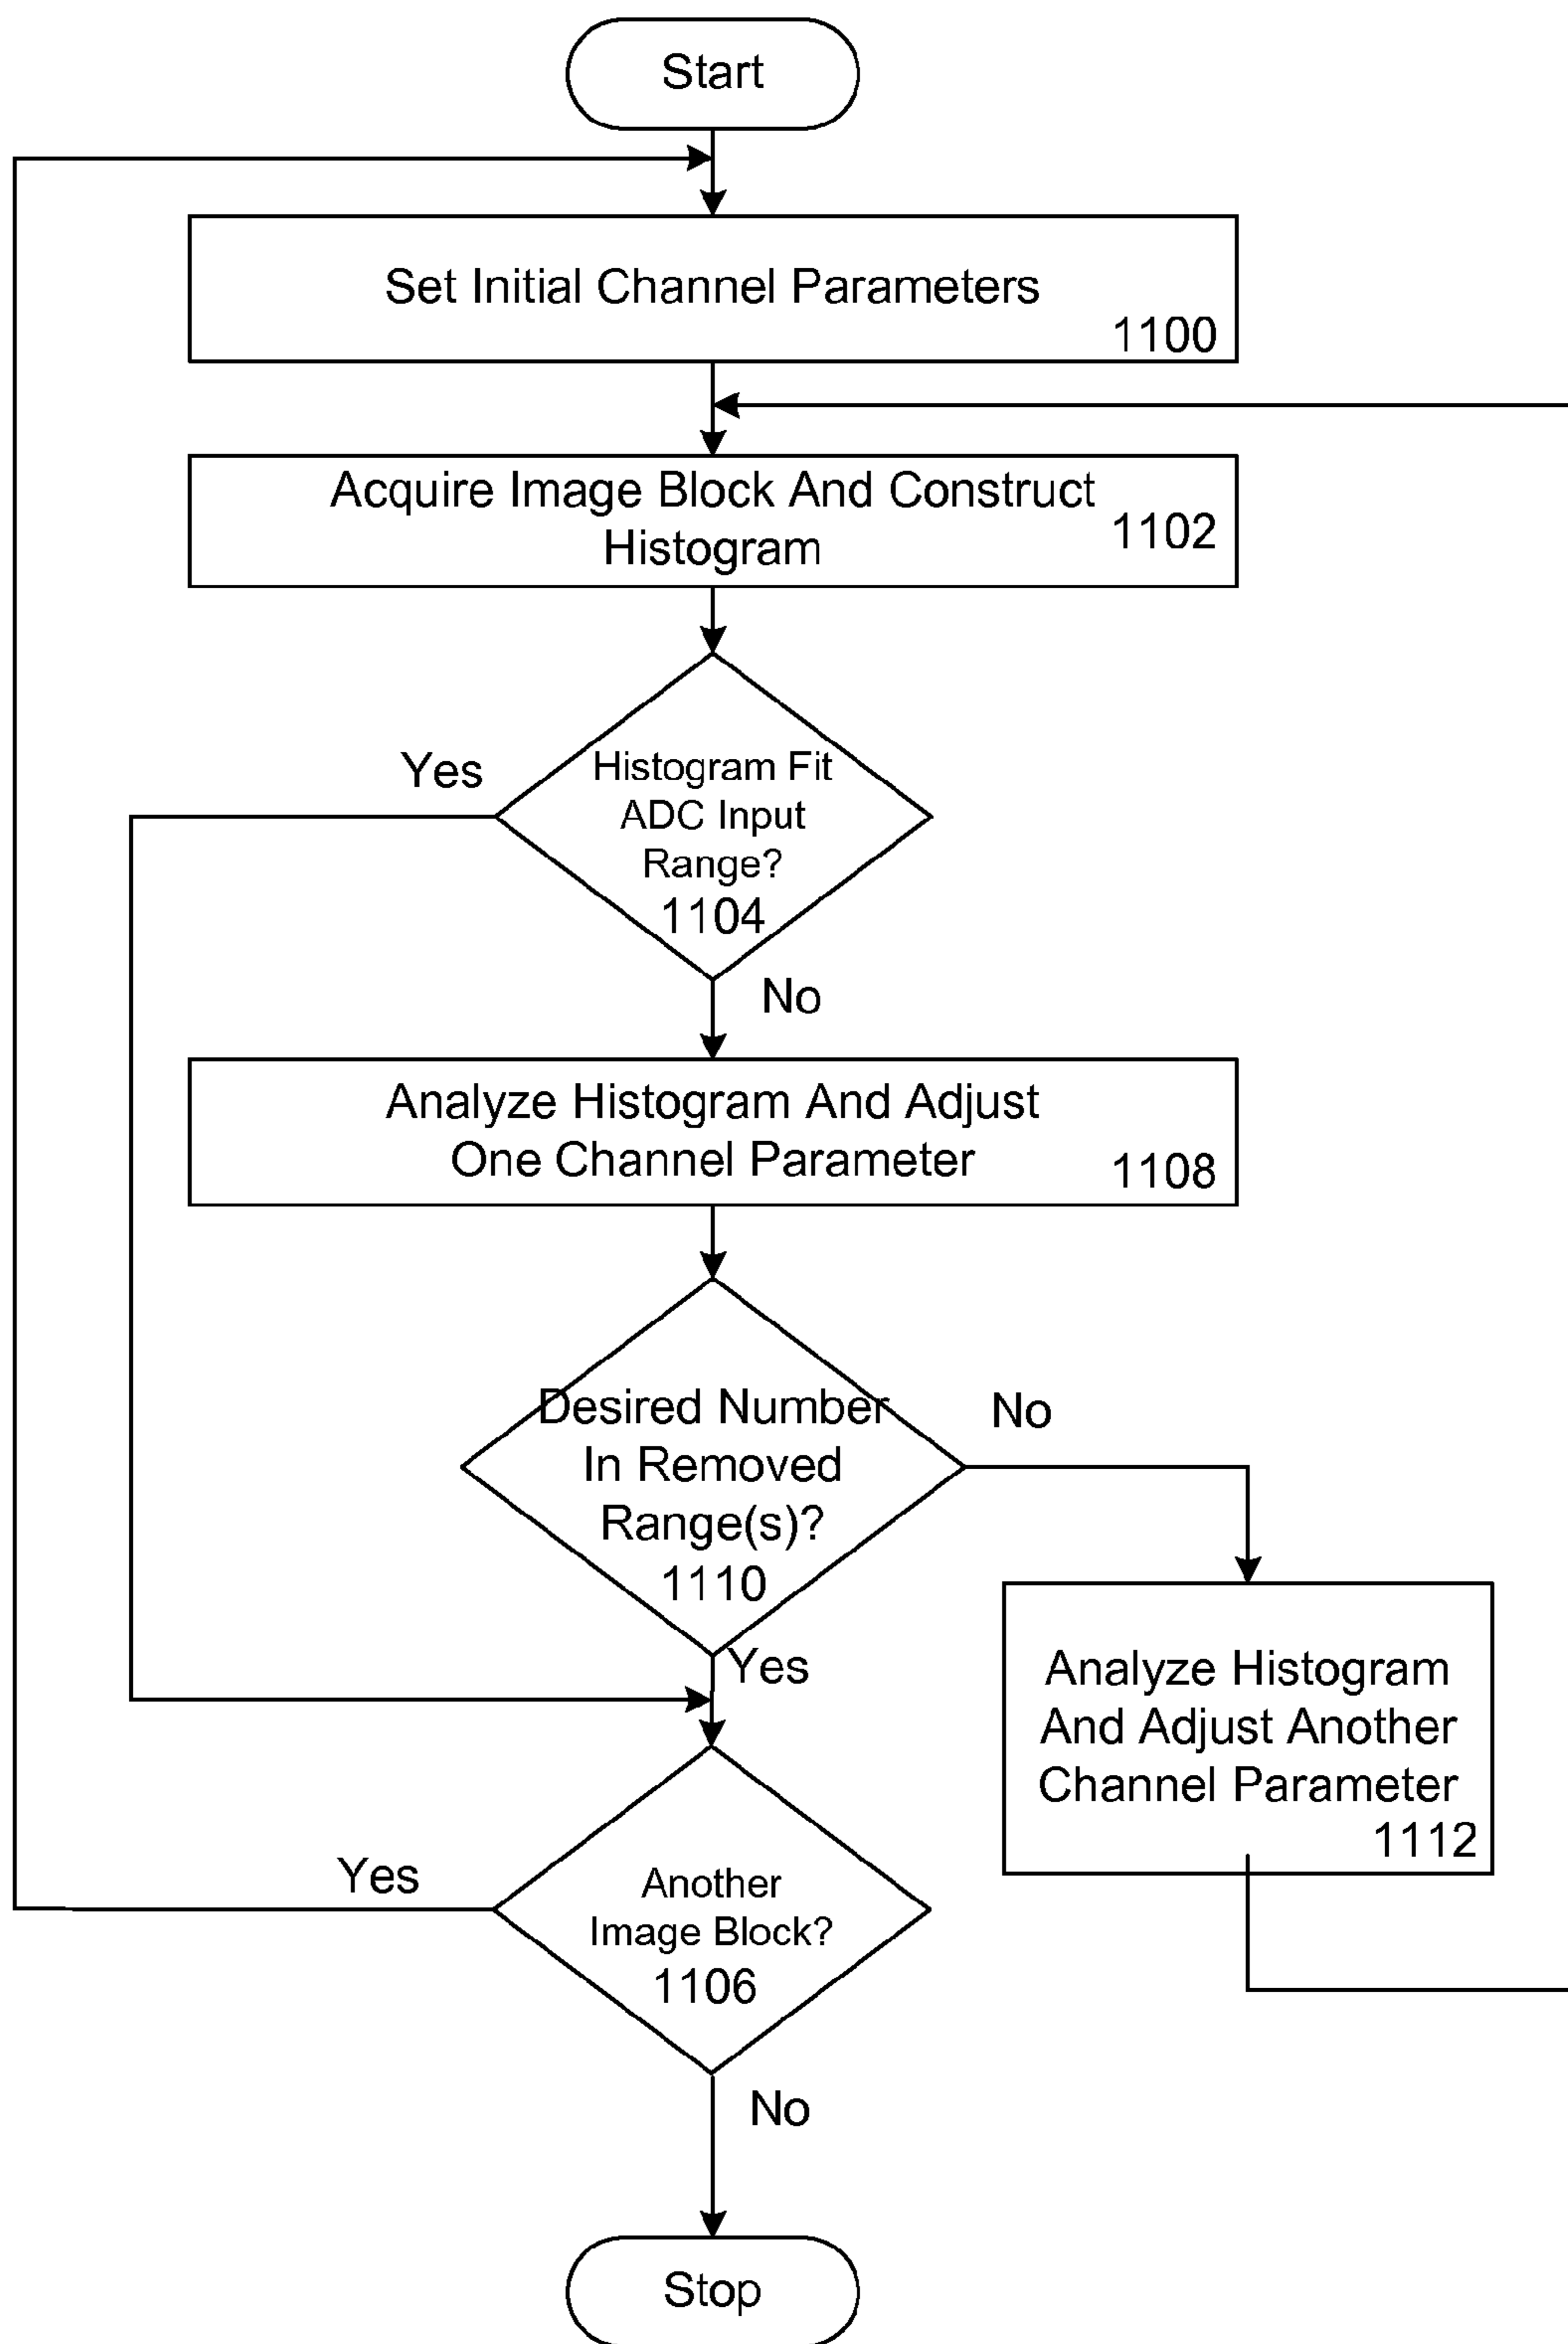 Start
Set Initial Channel Parameters
1100
Acquire Image Block And Construct
Histogram
1102
Yes
Histogram Fit
ADC Input
Range?
1104
No
Analyze Histogram And Adjust
One Channel Parameter
1108
Desired Number
In Removed
Range(s)?
1110
No
Yes
Analyze Histogram
And Adjust Another
Channel Parameter
1112
Yes
Another
Image Block?
1106
No
Stop